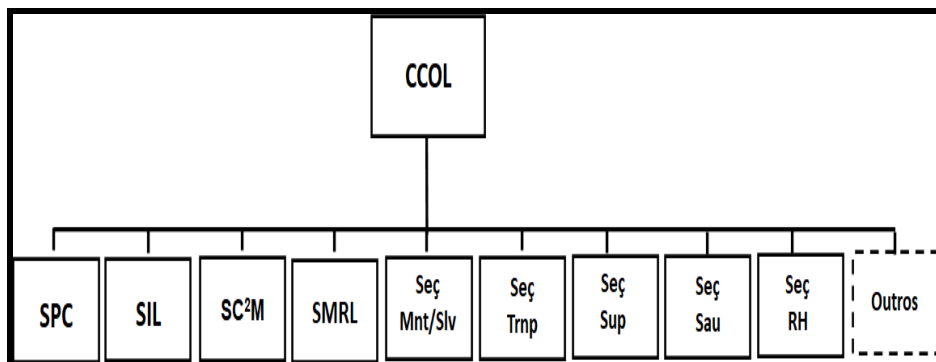 CCOL
SPC
SIL
SC²M
SMRL
Seç
Mnt/Slv
Seç
Trnp
Seç
Sup
Seç
Sau
Seç
RH
Outros